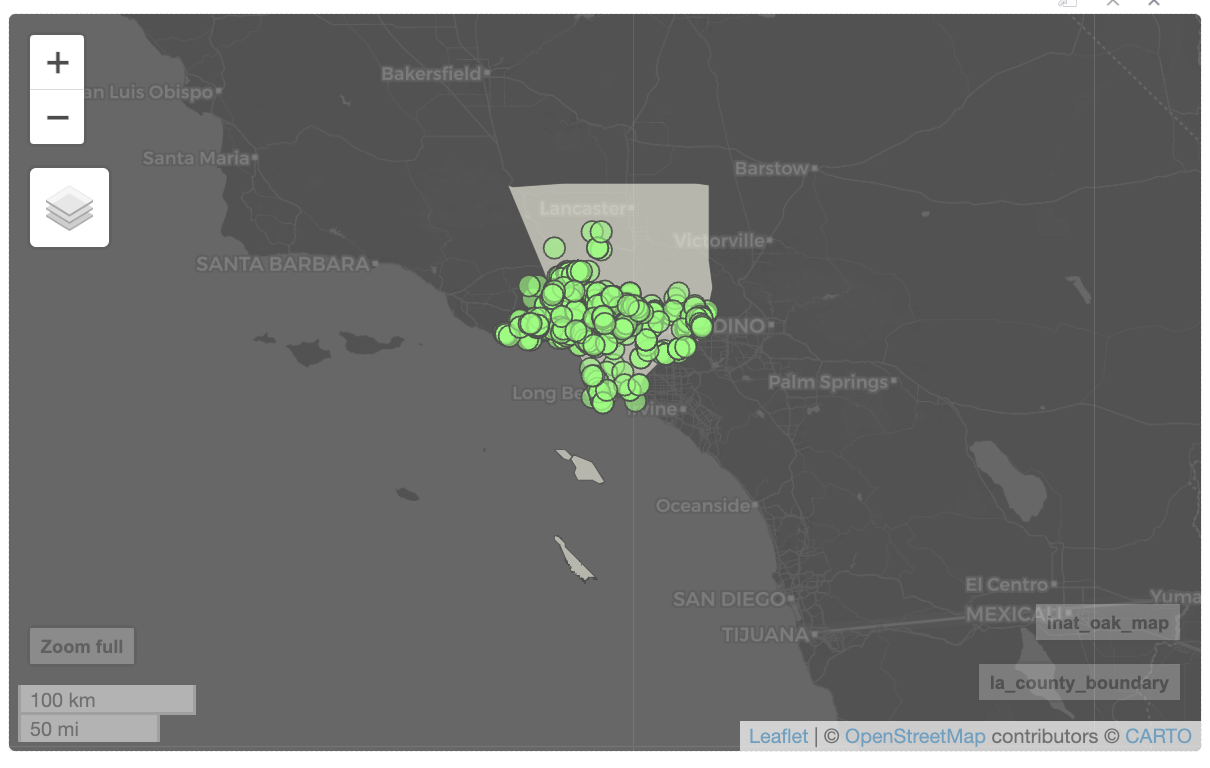 +
Bakersfield
an Luis Obispo
−
Santa Maria
Barstow
Lancaster
Victorville
SANTA BARBARA
DINO
Palm Springs
Long Be
Irvine
Oceanside
El Centro
SAN DIEGO
Yuma
MEXICALI
inat_oak_map
TIJUANA
Zoom full
la_county_boundary
100 km
50 mi
Leaflet | © OpenStreetMap contributors © CARTO